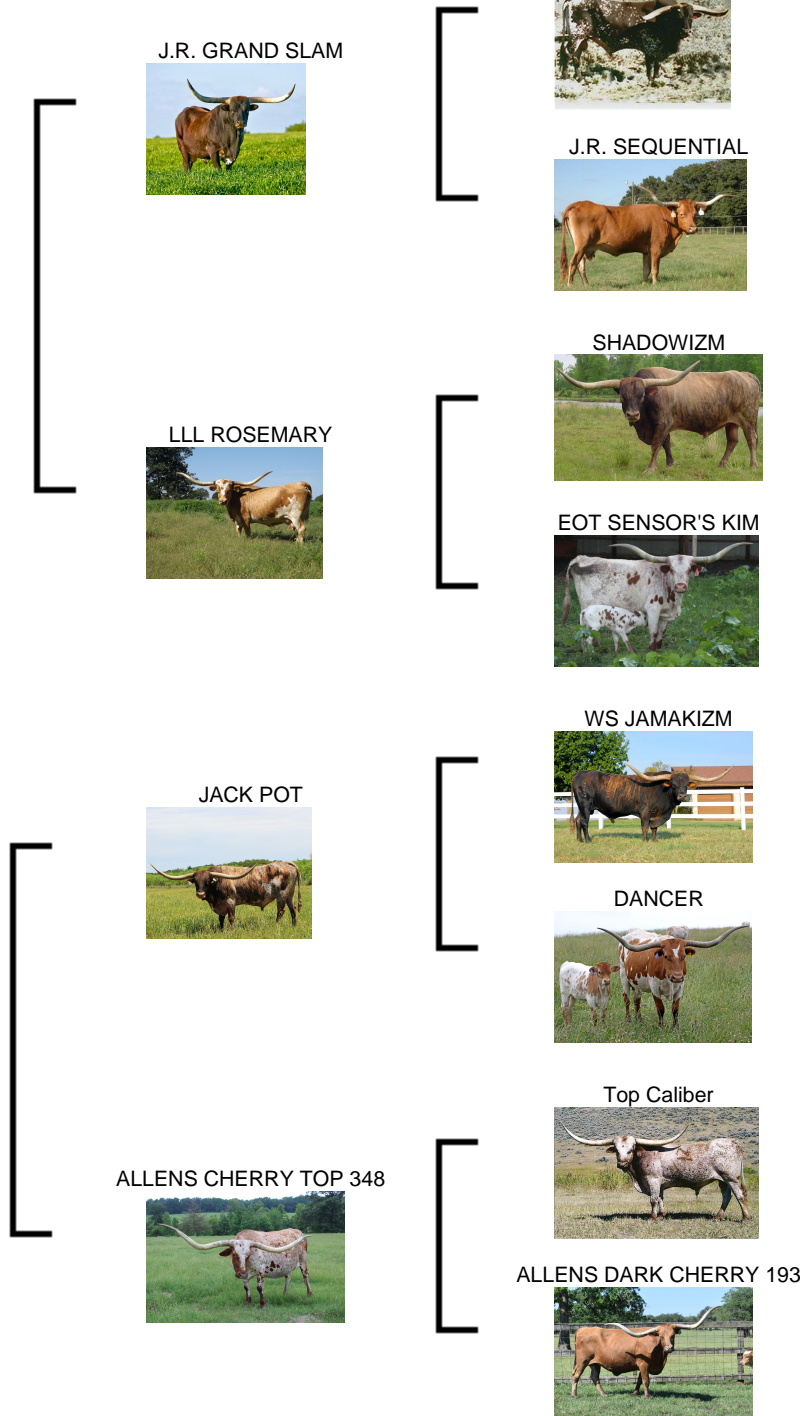 J.R. GRAND SLAM
J.R. SEQUENTIAL
SHADOWIZM
LLL ROSEMARY
EOT SENSOR'S KIM
WS JAMAKIZM
JACK POT
DANCER
Top Caliber
ALLENS CHERRY TOP 348
ALLENS DARK CHERRY 193